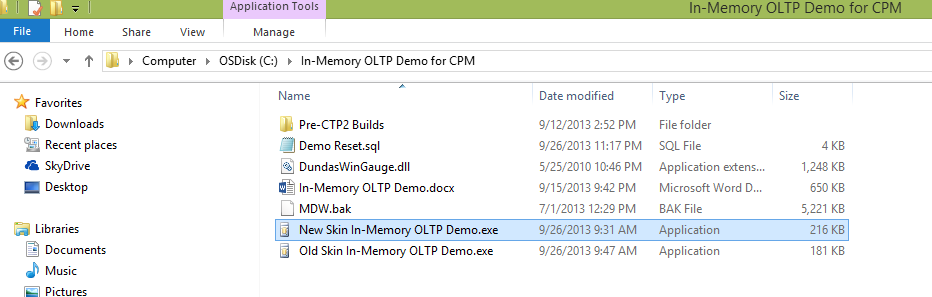 Application Tools
In-Memory OLTP Demo for CPM
File Home Share View Manage
Computer OSDisk (C:) In-Memory OLTP Demo for CPM
Favorites
Downloads
Recent places
SkyDrive
Desktop
Libraries
Documents
Music
Pictures
Name Date modified Type Size
Pre-CTP2 Builds 9/12/2013 2:52 PM File folder
Demo Reset.sql 9/26/2013 11:17 PM SQL File 4 KB
DundasWinGauge.dll 5/25/2010 10:46 PM Application extens... 1,248 KB
In-Memory OLTP Demo.docx 9/15/2013 9:42 PM Microsoft Word D... 650 KB
MDW.bak 7/1/2013 12:29 PM BAK File 5,221 KB
New Skin In-Memory OLTP Demo.exe 9/26/2013 9:31 AM Application 216 KB
Old Skin In-Memory OLTP Demo.exe 9/26/2013 9:47 AM Application 181 KB